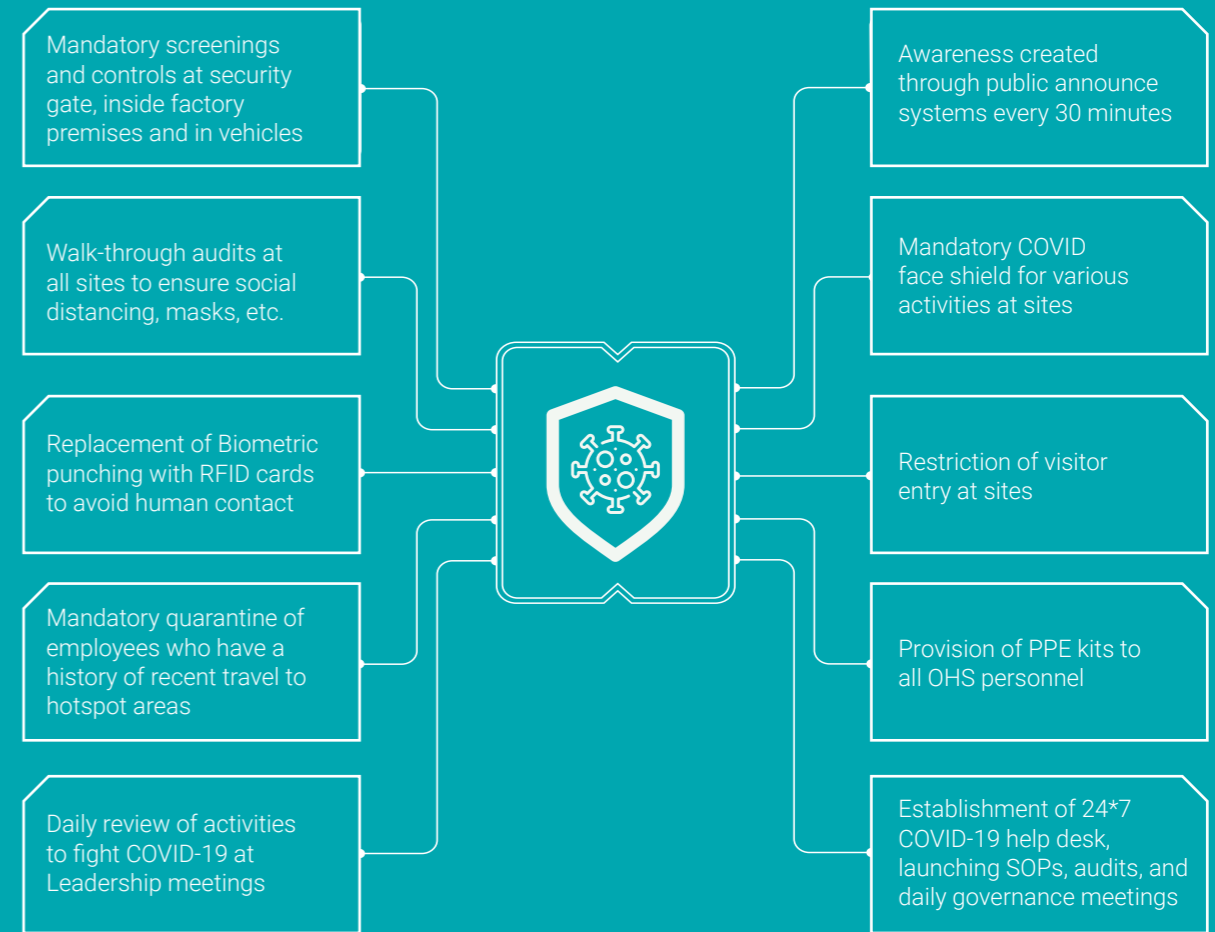 Mandatory screenings
and controls at security
gate, inside factory
premises and in vehicles
Walk-through audits at
all sites to ensure social
distancing, masks, etc.
Replacement of Biometric
punching with RFID cards
to avoid human contact
Mandatory quarantine of
employees who have a
history of recent travel to
hotspot areas
Daily review of activities
to fight COVID-19 at
Leadership meetings
Awareness created
through public announce
systems every 30 minutes
Mandatory COVID
face shield for various
activities at sites
Restriction of visitor
entry at sites
Provision of PPE kits to
all OHS personnel
Establishment of 24*7
COVID-19 help desk,
launching SOPs, audits, and
daily governance meetings